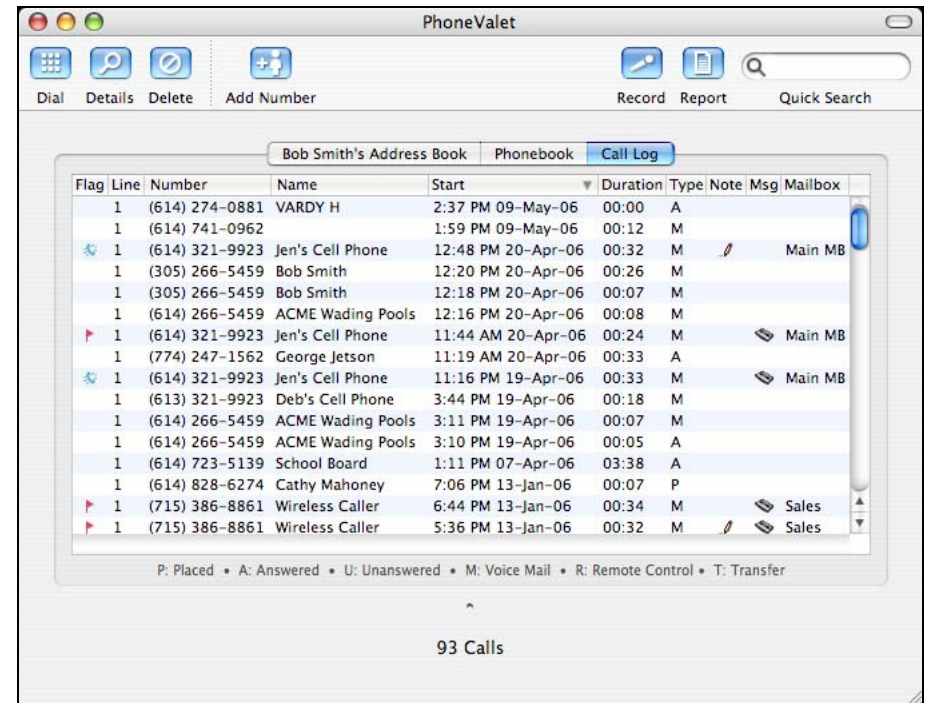 PhoneValet
Dial Details Delete Add Number Record Report Quick Search
Bob Smith's Address Book Phonebook Call Log
Flag Line Number Name Start Duration Type Note Msg Mailbox
1 (614) 274-0881 VARDY H 2:37 PM 09-May-06 00:00 A
1 (614) 741-0962 1:59 PM 09-May-06 00:12 M
1 (614) 321-9923 Jen's Cell Phone 12:48 PM 20-Apr-06 00:32 M Main MB
1 (305) 266-5459 Bob Smith 12:20 PM 20-Apr-06 00:26 M
1 (305) 266-5459 Bob Smith 12:18 PM 20-Apr-06 00:07 M
1 (614) 266-5459 ACME Wading Pools 12:16 PM 20-Apr-06 00:08 M
1 (614) 321-9923 Jen's Cell Phone 11:44 AM 20-Apr-06 00:24 M Main MB
1 (774) 247-1562 George Jetson 11:19 AM 20-Apr-06 00:33 A
1 (614) 321-9923 Jen's Cell Phone 11:16 PM 19-Apr-06 00:33 M Main MB
1 (613) 321-9923 Deb's Cell Phone 3:44 PM 19-Apr-06 00:18 M
1 (614) 266-5459 ACME Wading Pools 3:11 PM 19-Apr-06 00:07 M
1 (614) 266-5459 ACME Wading Pools 3:10 PM 19-Apr-06 00:05 A
1 (614) 723-5139 School Board 1:11 PM 07-Apr-06 03:38 A
1 (614) 828-6274 Cathy Mahoney 7:06 PM 13-Jan-06 00:07 P
1 (715) 386-8861 Wireless Caller 6:44 PM 13-Jan-06 00:34 M Sales
1 (715) 386-8861 Wireless Caller 5:36 PM 13-Jan-06 00:32 M Sales
P: Placed • A: Answered • U: Unanswered • M: Voice Mail • R: Remote Control • T: Transfer
93 Calls